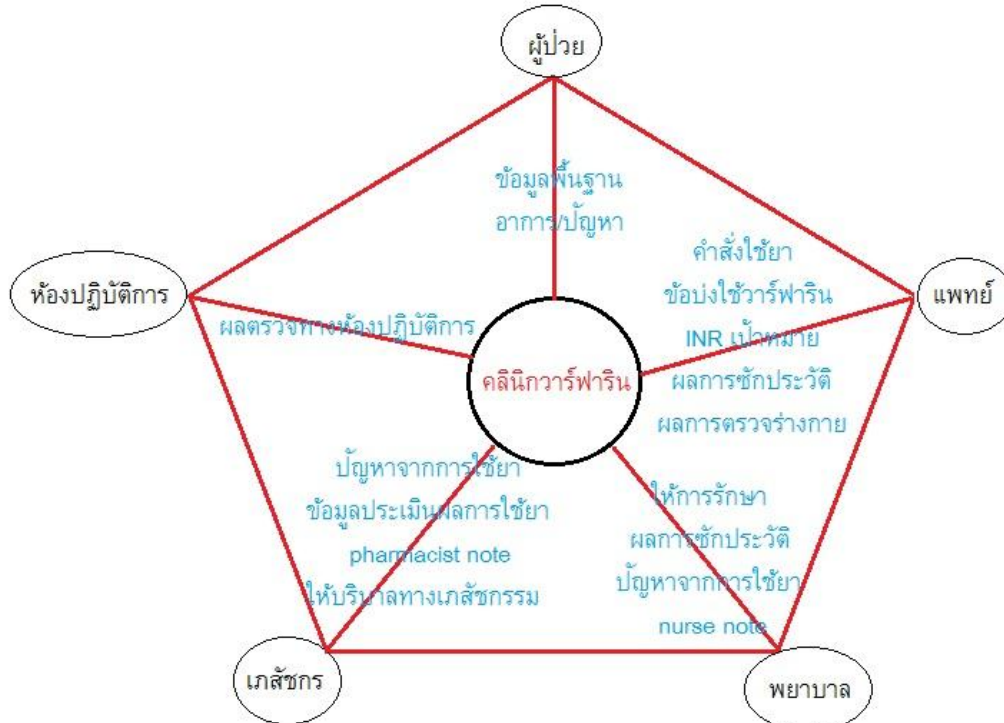 ผู้ป่วย
ข้อมูลพื้นฐาน
อาการ/ปัญหา
คำสั่งใช้ยา
ข้อบ่งใช้วาร์ฟาริน
INR เป้าหมาย
ผลการซักประวัติ
ผลการตรวจร่างกาย
แพทย์
ห้องปฏิบัติการ
ผลตรวจทางห้องปฏิบัติการ
คลินิกวาร์ฟาริน
ปัญหาจากการใช้ยา
ข้อมูลประเมินผลการใช้ยา
pharmacist note
ให้บริบาลทางเภสัชกรรม
ให้การรักษา
ผลการซักประวัติ
ปัญหาจากการใช้ยา
nurse note
เภสัชกร
พยาบาล